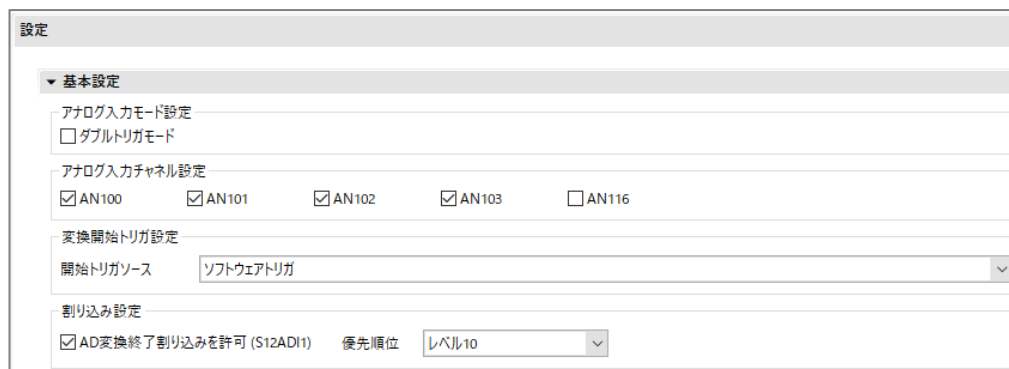 設定
基本設定
アナログ入力モード設定
ダブルトリガモード
アナログ入力チャネル設定
AN100 AN101 AN102 AN103 AN116
変換開始トリガ設定
開始トリガソース ソフトウェアトリガ
割り込み設定
AD変換終了割り込みを許可 (S12ADI1) 優先順位 レベル10